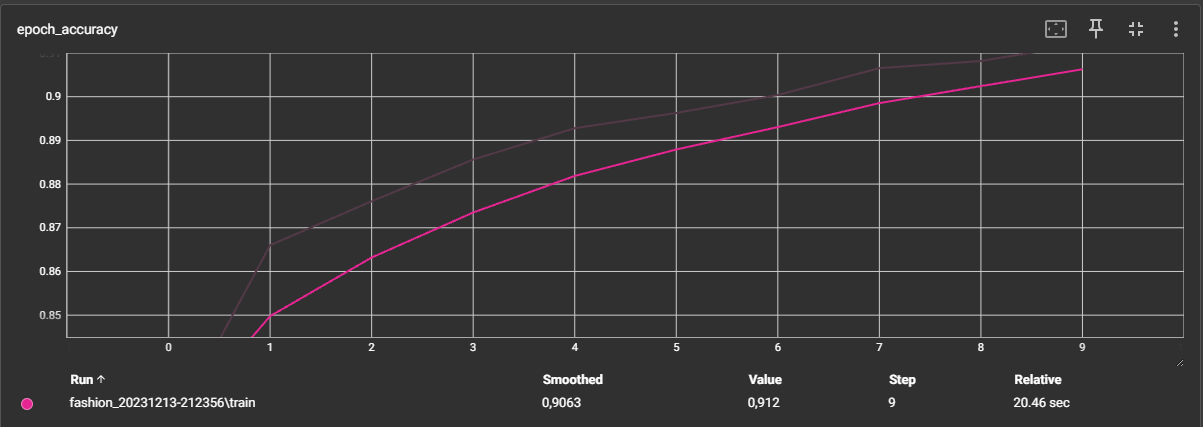 epoch_accuracy
0.9
0.89
0.88
0.87
0.86
0.85
0 1 2 3 4 5 6 7 8 9
Run ↑ Smoothed Value Step Relative
fashion_20231213-212356\train 0,9063 0,912 9 20.46 sec